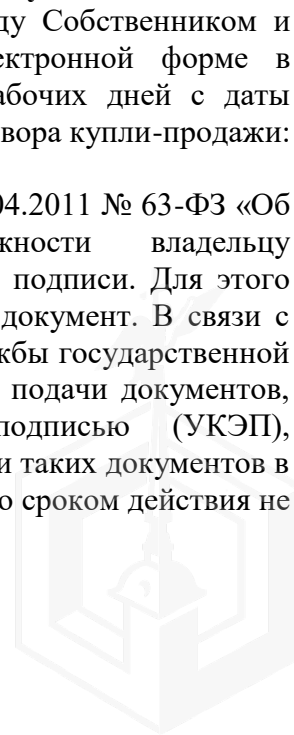 ду Собственником и
ектронной форме в
абочих дней с даты
вора купли-продажи:
04.2011 № 63-ФЗ «Об
жности владельцу
подписи. Для этого
документ. В связи с
жбы государственной
подачи документов,
подписью (УКЭП),
и таких документов в
о сроком действия не